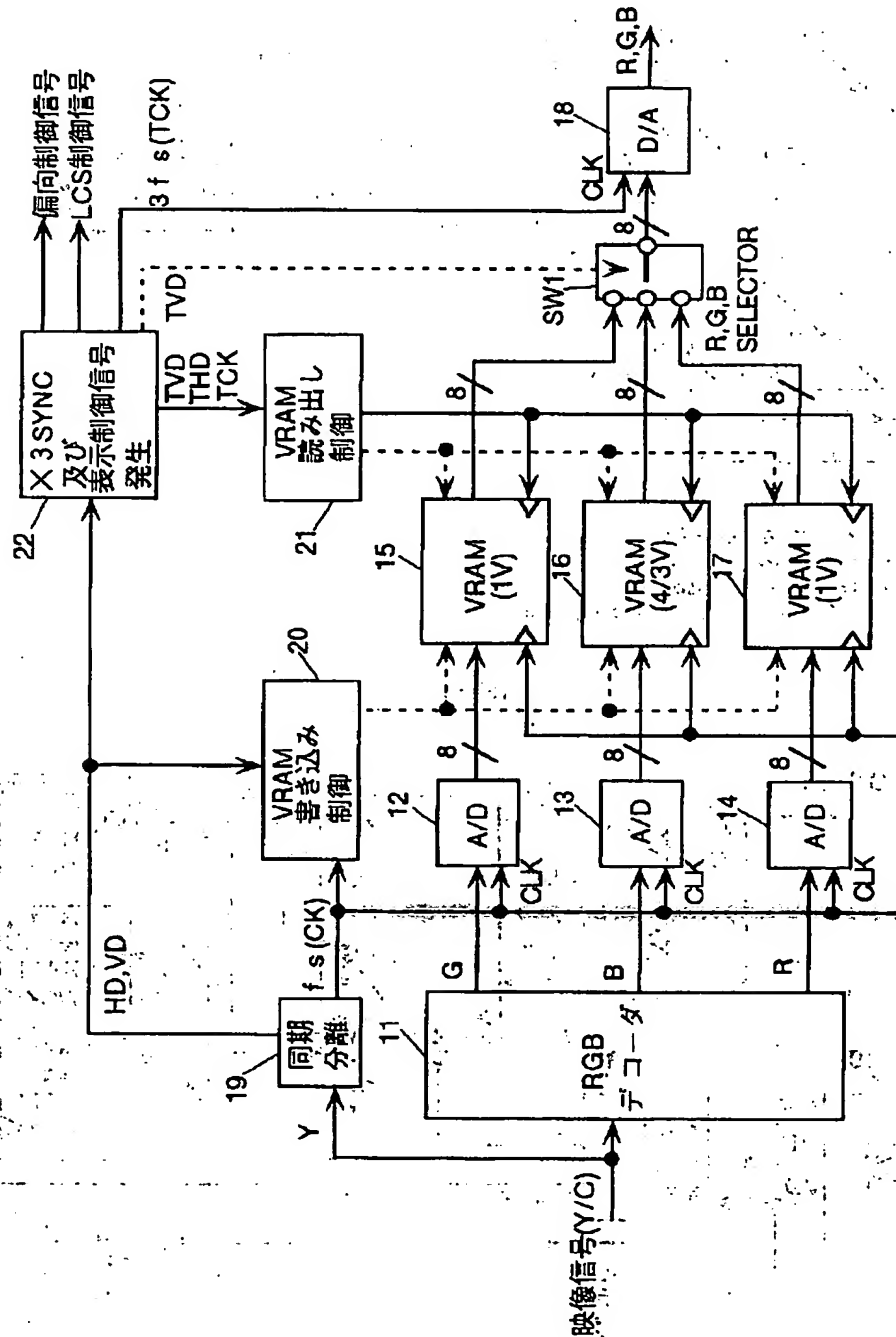 偏向制御信号
LCS制御信号
3fs(TCK)
×3SYNC
及び
表示制御信号
発生
22
TVD
TVD
THD
TCK
VRAM
読み出し
制御
21
HD,VD
VRAM
書き込み
制御
20
f_s(CK)
同期
分離
19
Y
映像信号(Y/C)
RGB
デコーダ
11
G
B
R
A/D
12
CLK
A/D
13
CLK
A/D
14
CLK
8
8
8
VRAM
(1V)
15
VRAM
(4/3V)
16
VRAM
(1V)
17
8
8
8
SW1
R,G,B
SELECTOR
8
CLK
D/A
18
R,G,B